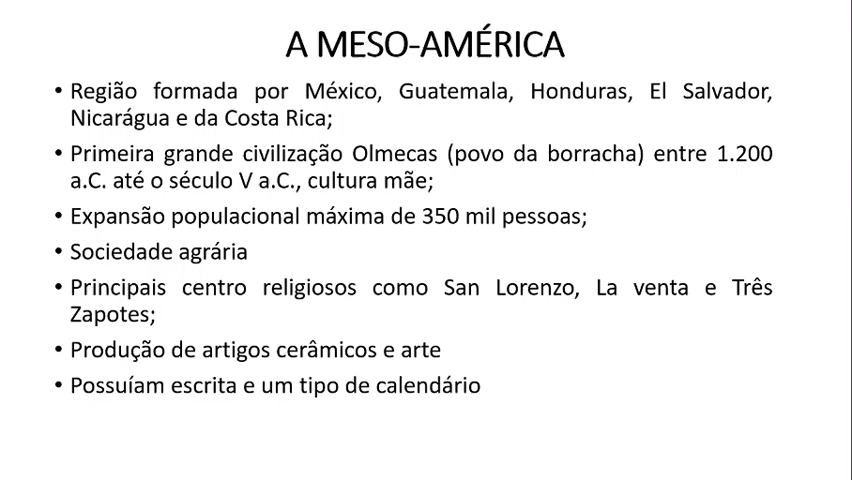 A MESO-AMÉRICA
• Região formada por México, Guatemala, Honduras, El Salvador,
Nicarágua e da Costa Rica;
• Primeira grande civilização Olmecas (povo da borracha) entre 1.200
a.C. até o século V a.C., cultura mãe;
• Expansão populacional máxima de 350 mil pessoas;
• Sociedade agrária
• Principais centro religiosos como San Lorenzo, La venta e Três
Zapotes;
• Produção de artigos cerâmicos e arte
• Possuíam escrita e um tipo de calendário